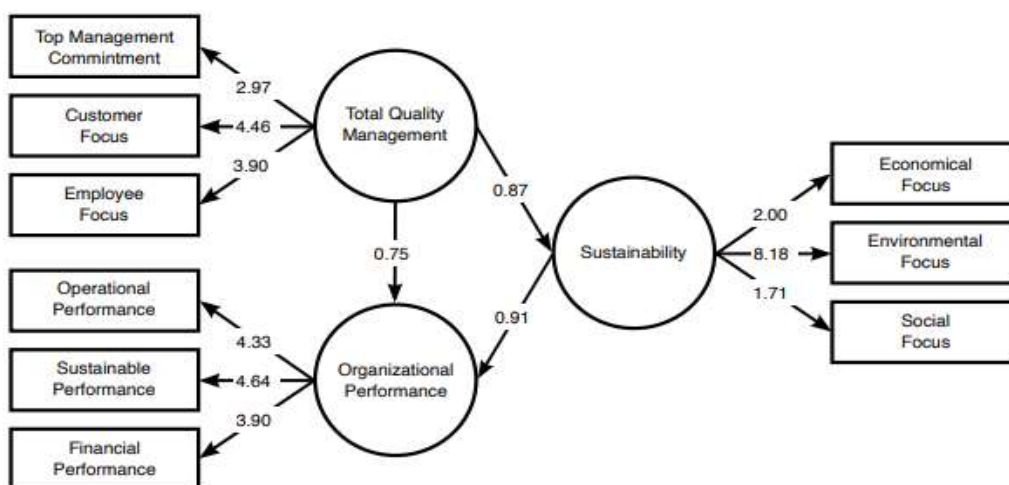 Top Management
Commintment
2.97
Customer
Focus
4.46
Employee
Focus
3.90
Total Quality
Management
0.87
0.75
Sustainability
Economical
Focus
2.00
Environmental
Focus
8.18
Social
Focus
1.71
0.91
Operational
Performance
4.33
Sustainable
Performance
4.64
Financial
Performance
3.90
Organizational
Performance